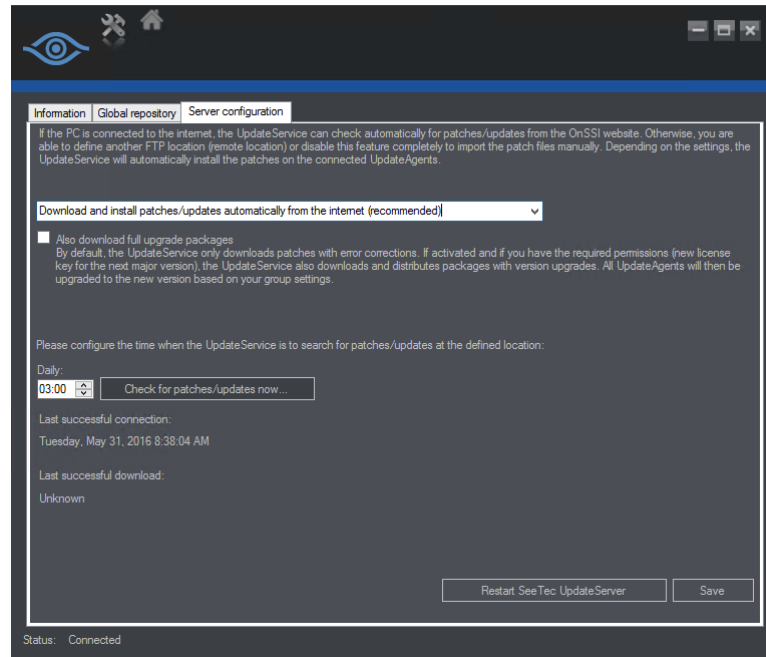 Information Global repository Server configuration
If the PC is connected to the internet, the UpdateService can check automatically for patches/updates from the OnSSI website. Otherwise, you are
able to define another FTP location (remote location) or disable this feature completely to import the patch files manually. Depending on the settings, the
UpdateService will automatically install the patches on the connected UpdateAgents.
Download and install patches/updates automatically from the internet (recommended)
Also download full upgrade packages
By default, the UpdateService only downloads patches with error corrections. If activated and if you have the required permissions (new license
key for the next major version), the UpdateService also downloads and distributes packages with version upgrades. All UpdateAgents will then be
upgraded to the new version based on your group settings.
Please configure the time when the UpdateService is to search for patches/updates at the defined location:
Daily:
03:00 Check for patches/updates now...
Last successful connection:
Tuesday, May 31, 2016 8:38:04 AM
Last successful download:
Unknown
Restart SeeTec UpdateServer Save
Status: Connected